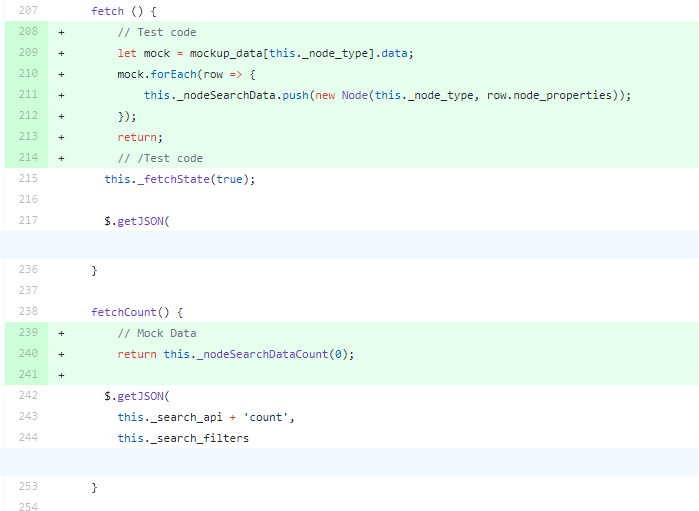 207 fetch () {
208 + // Test code
209 + let mock = mockup_data[this._node_type].data;
210 + mock.forEach(row => {
211 + this._nodeSearchData.push(new Node(this._node_type, row.node_properties));
212 + });
213 + return;
214 + // /Test code
215 this._fetchState(true);
216
217 $.getJSON(
236 }
237
238 fetchCount() {
239 + // Mock Data
240 + return this._nodeSearchDataCount(0);
241 +
242 $.getJSON(
243 this._search_api + 'count',
244 this._search_filters
253 }
254